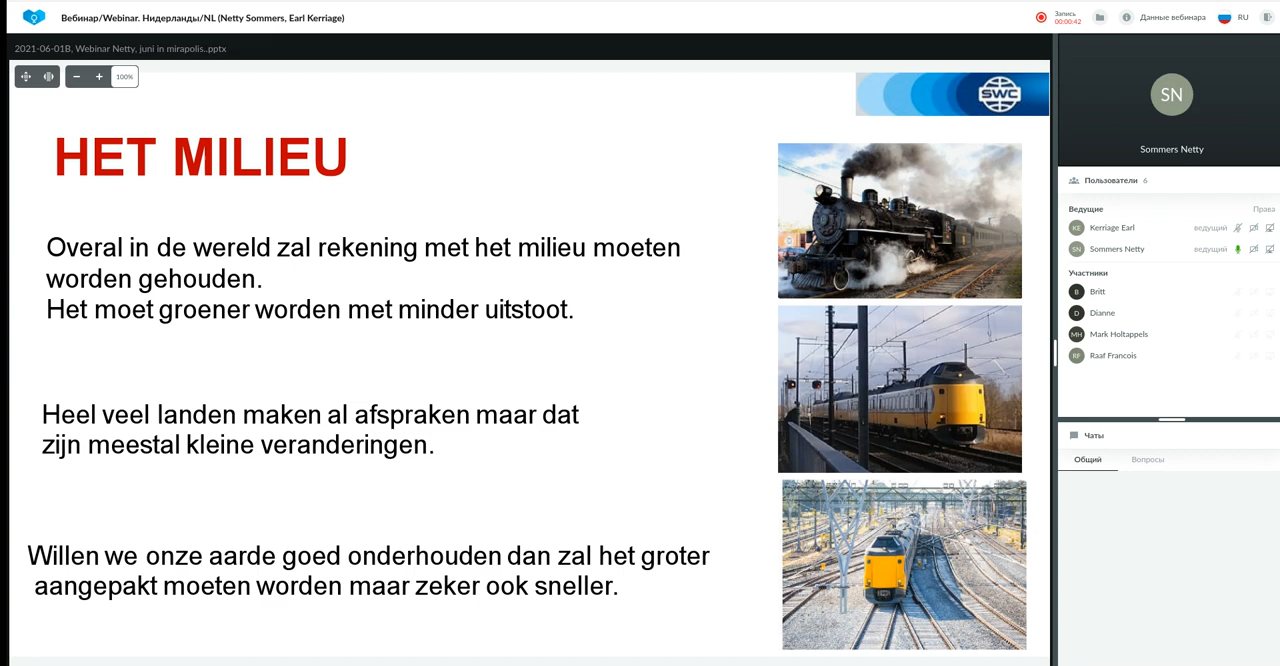 Вебинар/Webinar. Нидерланды/NL (Netty Sommers, Earl Kerriage)
Запись
00:00:42
Данные вебинара
RU
2021-06-01B, Webinar Netty, juni in mirapolis..pptx
100%
SWC
HET MILIEU
Overal in de wereld zal rekening met het milieu moeten
worden gehouden.
Het moet groener worden met minder uitstoot.
Heel veel landen maken al afspraken maar dat
zijn meestal kleine veranderingen.
Willen we onze aarde goed onderhouden dan zal het groter
aangepakt moeten worden maar zeker ook sneller.
SN
Sommers Netty
Пользователи 6
Ведущие Права
KE Kerriage Earl ведущий
SN Sommers Netty ведущий
Участники
B Britt
D Dianne
MH Mark Holtappels
RF Raaf Francois
Чаты
Общий Вопросы